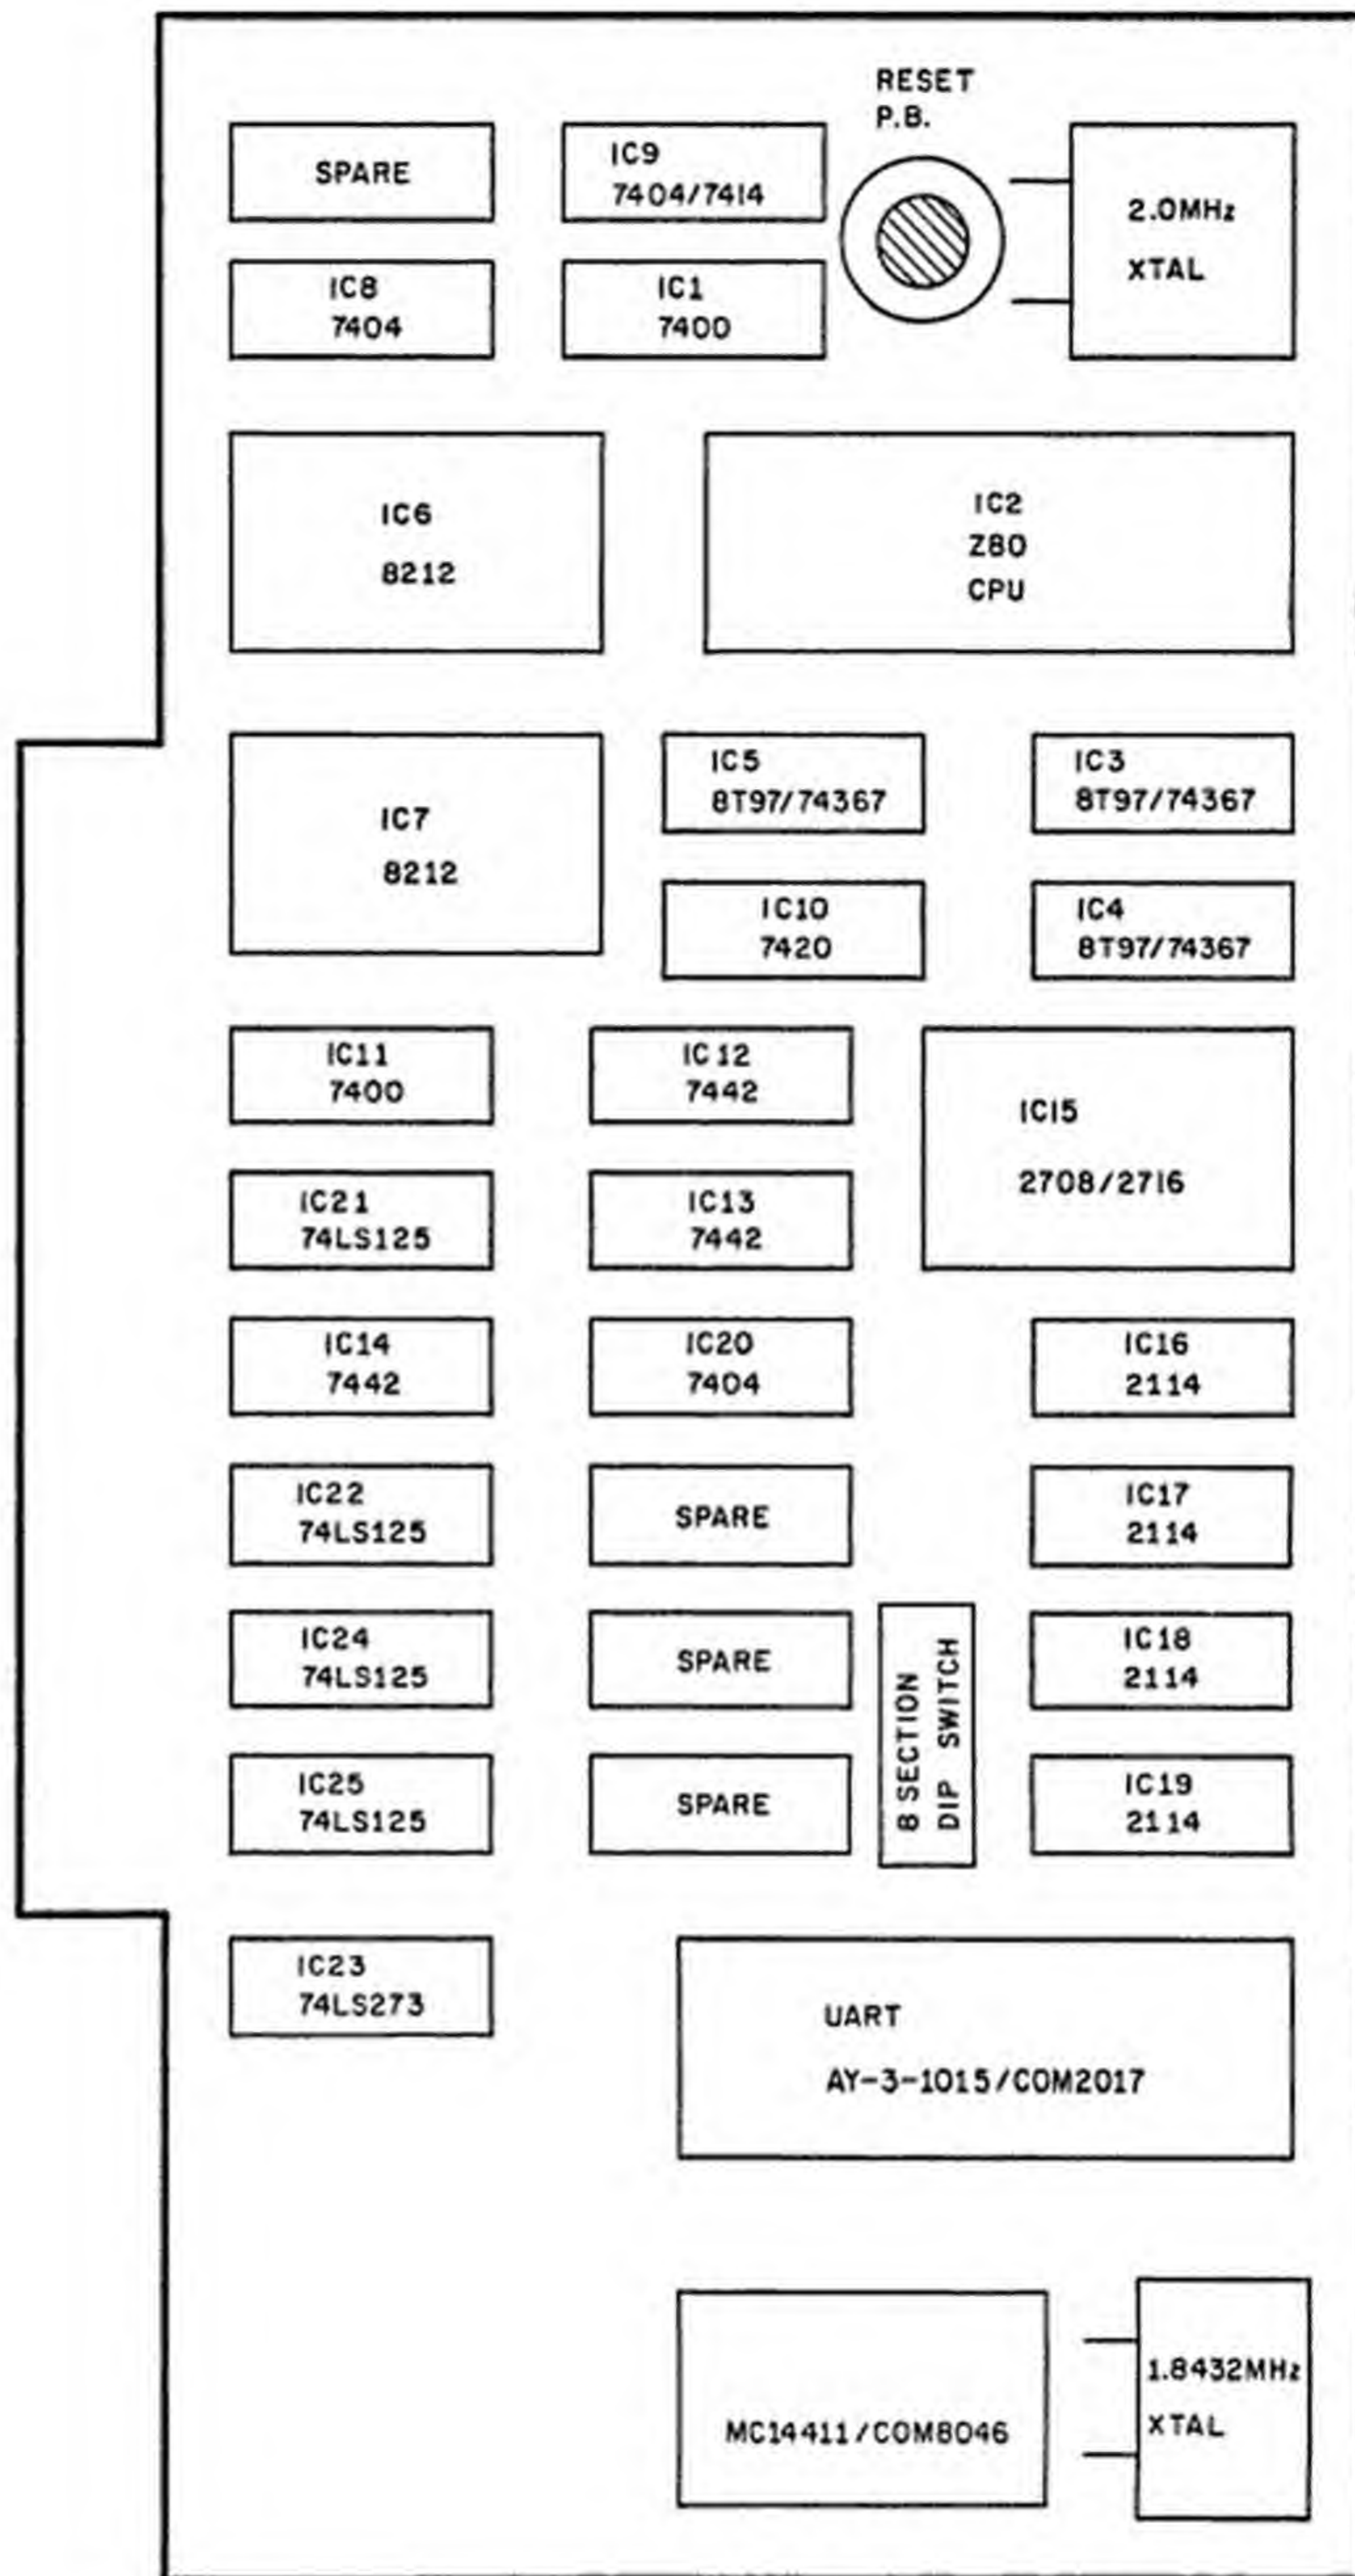 RESET
P.B.
SPARE
IC9
7404/7414
2.0MHz
XTAL
IC8
7404
IC1
7400
IC6
8212
IC2
Z80
CPU
IC7
8212
IC5
8T97/74367
IC3
8T97/74367
IC10
7420
IC4
8T97/74367
IC11
7400
IC12
7442
IC15
2708/2716
IC21
74LS125
IC13
7442
IC14
7442
IC20
7404
IC16
2114
IC22
74LS125
SPARE
IC17
2114
IC24
74LS125
SPARE
8 SECTION
DIP SWITCH
IC18
2114
IC25
74LS125
SPARE
IC19
2114
IC23
74LS273
UART
AY-3-1015/COM2017
MC14411/COM8046
1.8432MHz
XTAL